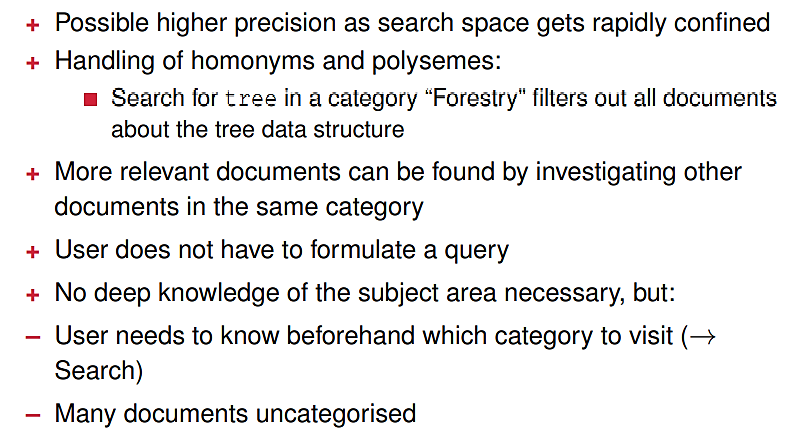 + Possible higher precision as search space gets rapidly confined
+ Handling of homonyms and polysemes:
■ Search for tree in a category “Forestry” filters out all documents
about the tree data structure
+ More relevant documents can be found by investigating other
documents in the same category
+ User does not have to formulate a query
+ No deep knowledge of the subject area necessary, but:
– User needs to know beforehand which category to visit (→
Search)
– Many documents uncategorised